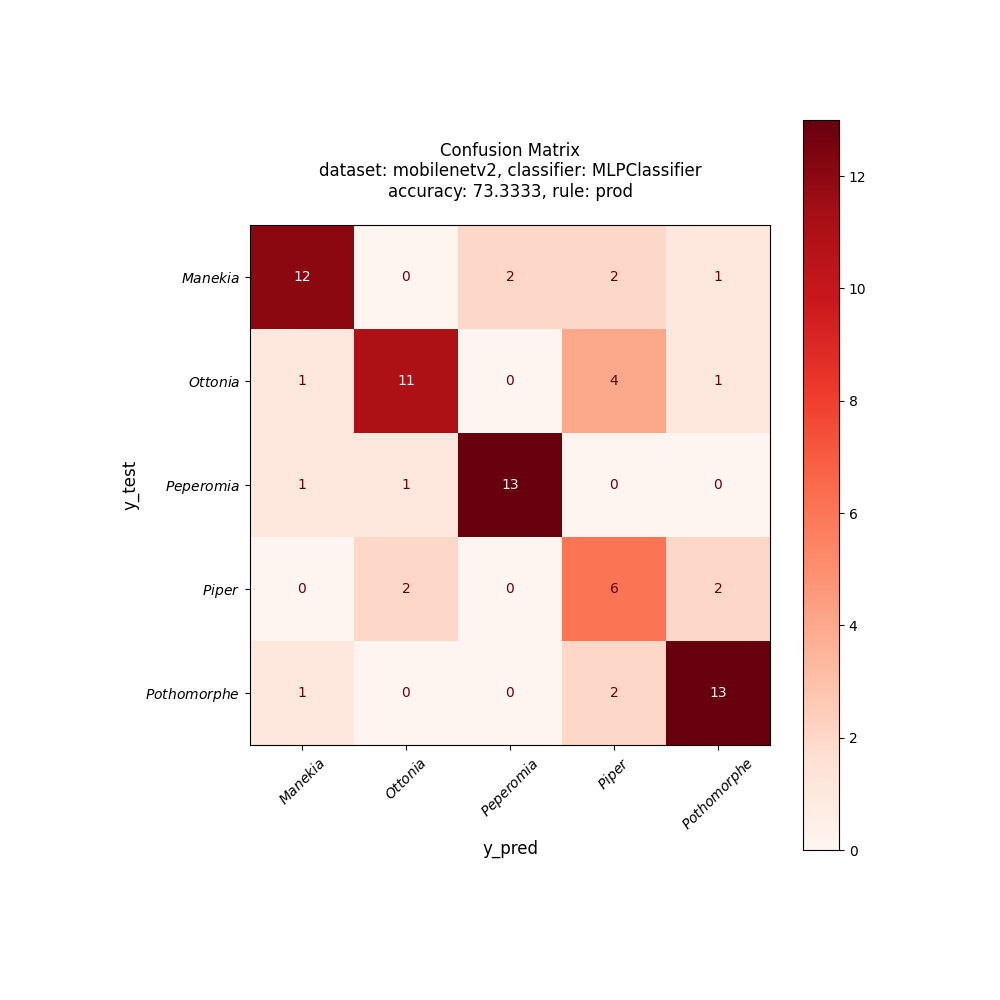 Confusion Matrix
dataset: mobilenetv2, classifier: MLPClassifier
accuracy: 73.3333, rule: prod
Manekia 12 0 2 2 1
Ottonia 1 11 0 4 1
Peperomia 1 1 13 0 0
Piper 0 2 0 6 2
Pothomorphe 1 0 0 2 13
Manekia Ottonia Peperomia Piper Pothomorphe
y_pred
y_test
12
10
8
6
4
2
0